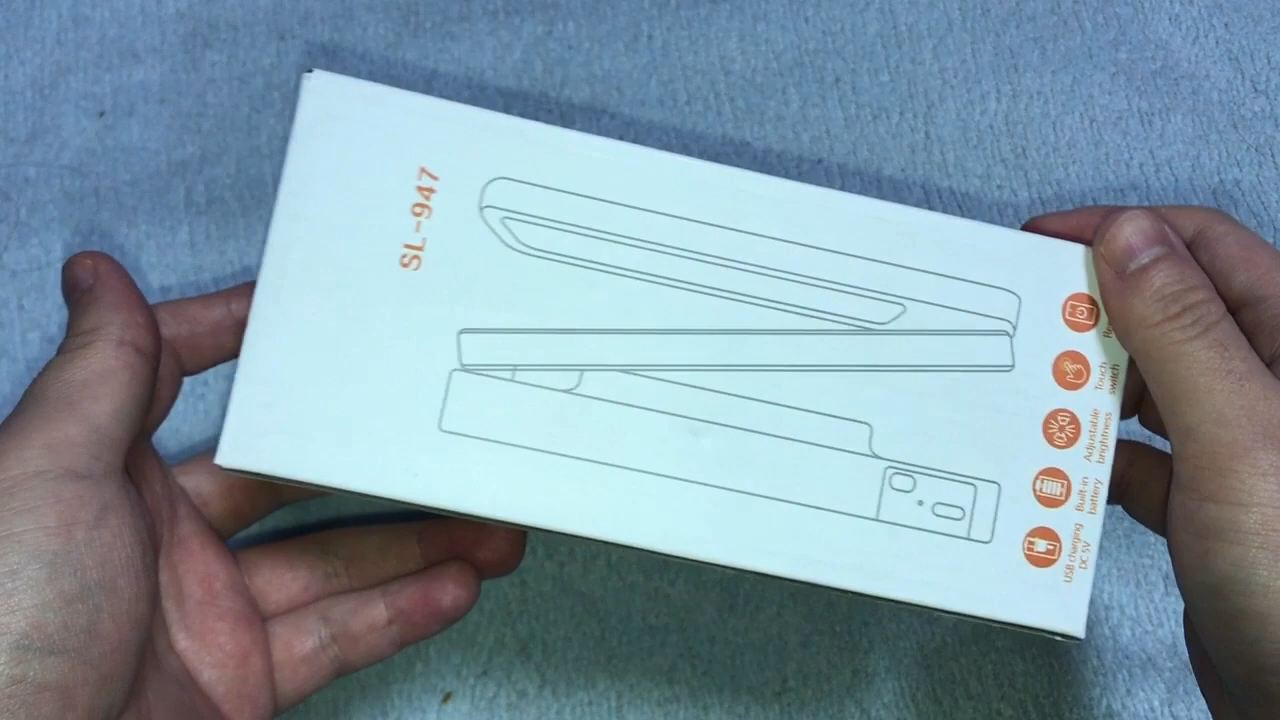 SL-947
Touch
switch
Adjustable
brightness
Built-in
battery
USB charging
DC 5V